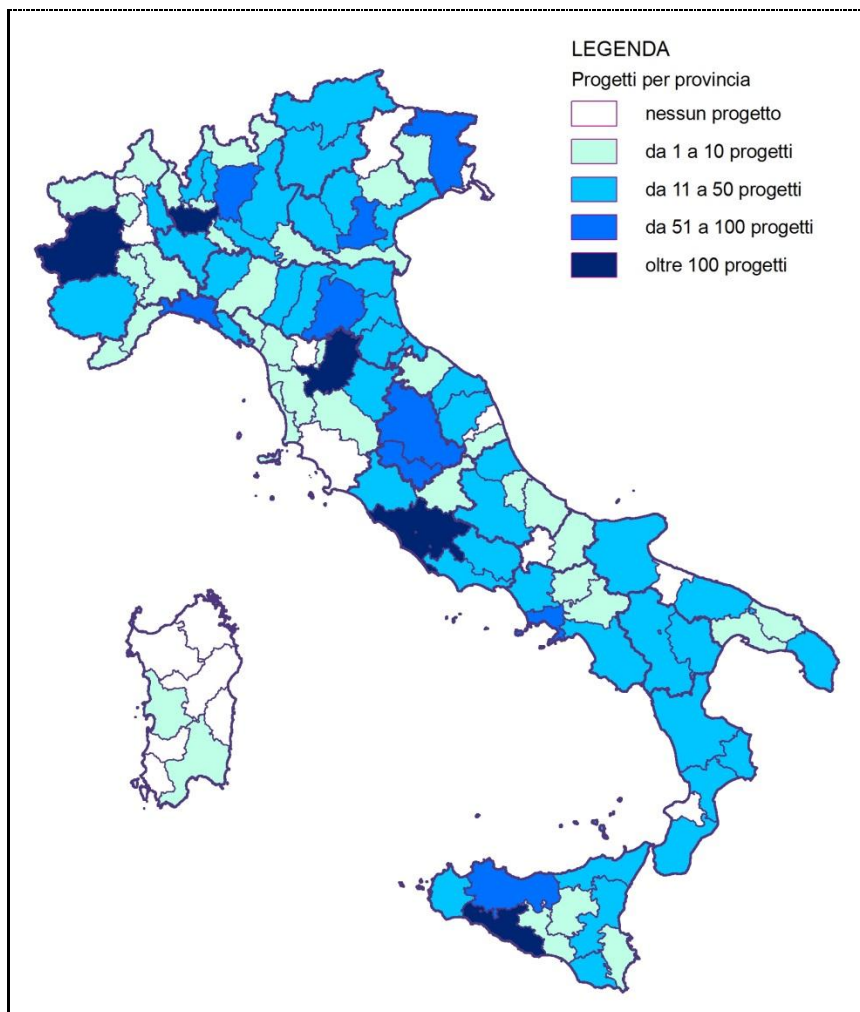 LEGENDA
Progetti per provincia
nessun progetto
da 1 a 10 progetti
da 11 a 50 progetti
da 51 a 100 progetti
oltre 100 progetti